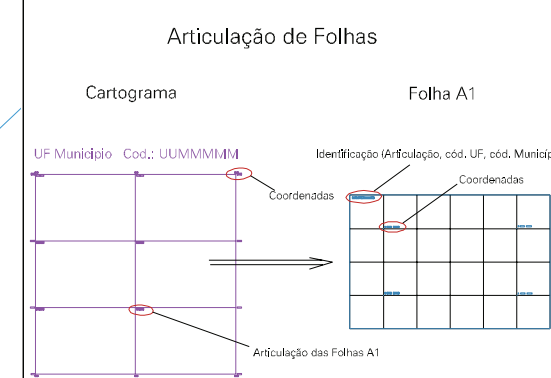 Articulação de Folhas
Cartograma
Folha A1
UF Municipio Cod.: UUMMMMM
Identificação (Articulação, cód. UF, cód. Municíp
Coordenadas
Coordenadas
Articulação das Folhas A1